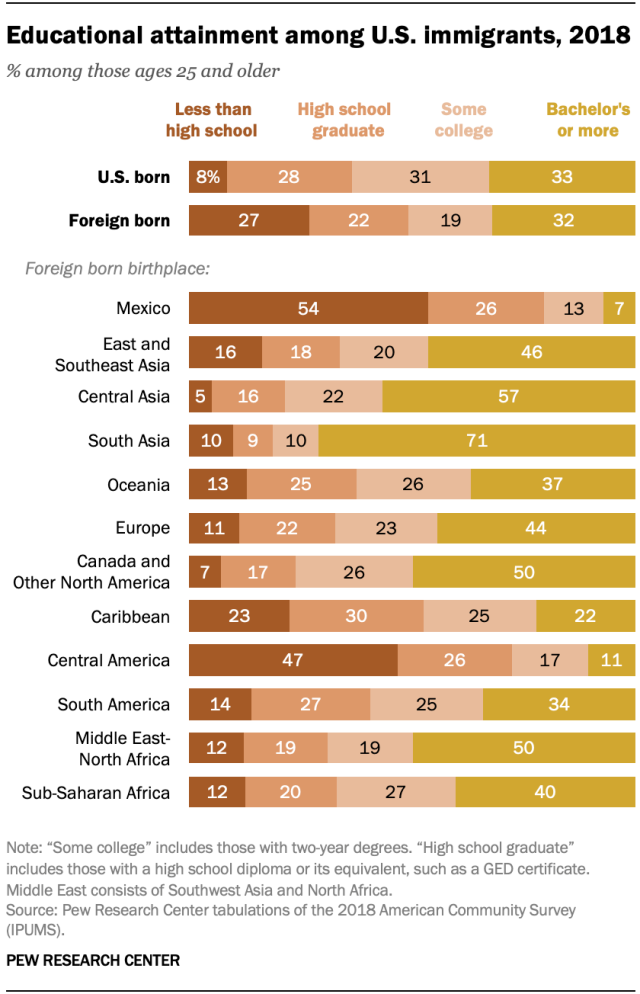 Educational attainment among U.S. immigrants, 2018
% among those ages 25 and older
Less than high school
High school graduate
Some college
Bachelor's or more
U.S. born 8% 28 31 33
Foreign born 27 22 19 32
Foreign born birthplace:
Mexico 54 26 13 7
East and Southeast Asia 16 18 20 46
Central Asia 5 16 22 57
South Asia 10 9 10 71
Oceania 13 25 26 37
Europe 11 22 23 44
Canada and Other North America 7 17 26 50
Caribbean 23 30 25 22
Central America 47 26 17 11
South America 14 27 25 34
Middle East-North Africa 12 19 19 50
Sub-Saharan Africa 12 20 27 40
Note: “Some college” includes those with two-year degrees. “High school graduate”
includes those with a high school diploma or its equivalent, such as a GED certificate.
Middle East consists of Southwest Asia and North Africa.
Source: Pew Research Center tabulations of the 2018 American Community Survey
(IPUMS).
PEW RESEARCH CENTER